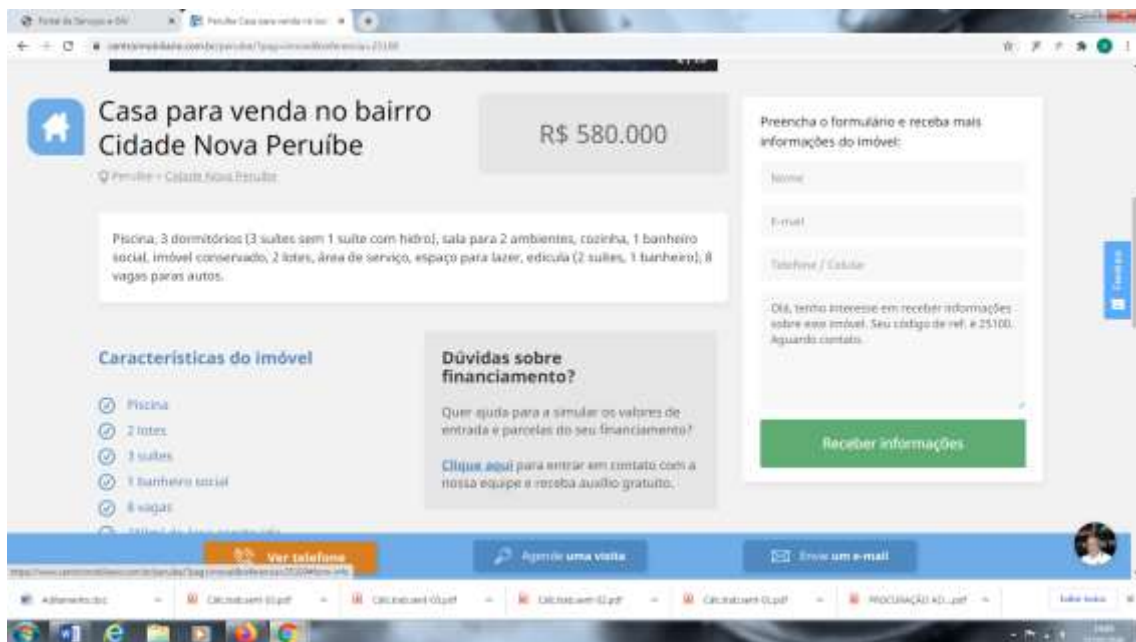 Casa para venda no bairro
Cidade Nova Peruíbe
Peruíbe - Cidade Nova Peruíbe
R$ 580.000
Piscina, 3 dormitórios (3 suítes sem 1 suíte com hidro), sala para 2 ambientes, cozinha, 1 banheiro
social, imóvel conservado, 2 lotes, área de serviço, espaço para lazer, edícula (2 suítes, 1 banheiro), 8
vagas paras autos.
Características do imóvel
Piscina
2 lotes
3 suítes
1 banheiro social
8 vagas
Dúvidas sobre
financiamento?
Quer ajuda para a simular os valores de
entrada e parcelas do seu financiamento?
Clique aqui para entrar em contato com a
nossa equipe e receba auxílio gratuito.
Preencha o formulário e receba mais
informações do imóvel:
Nome
E-mail
Telefone / Celular
Olá, tenho interesse em receber informações
sobre esse imóvel. Seu código de ref. é 25100.
Aguardo contato.
Receber informações
Ver telefone
Agende uma visita
Envie um e-mail